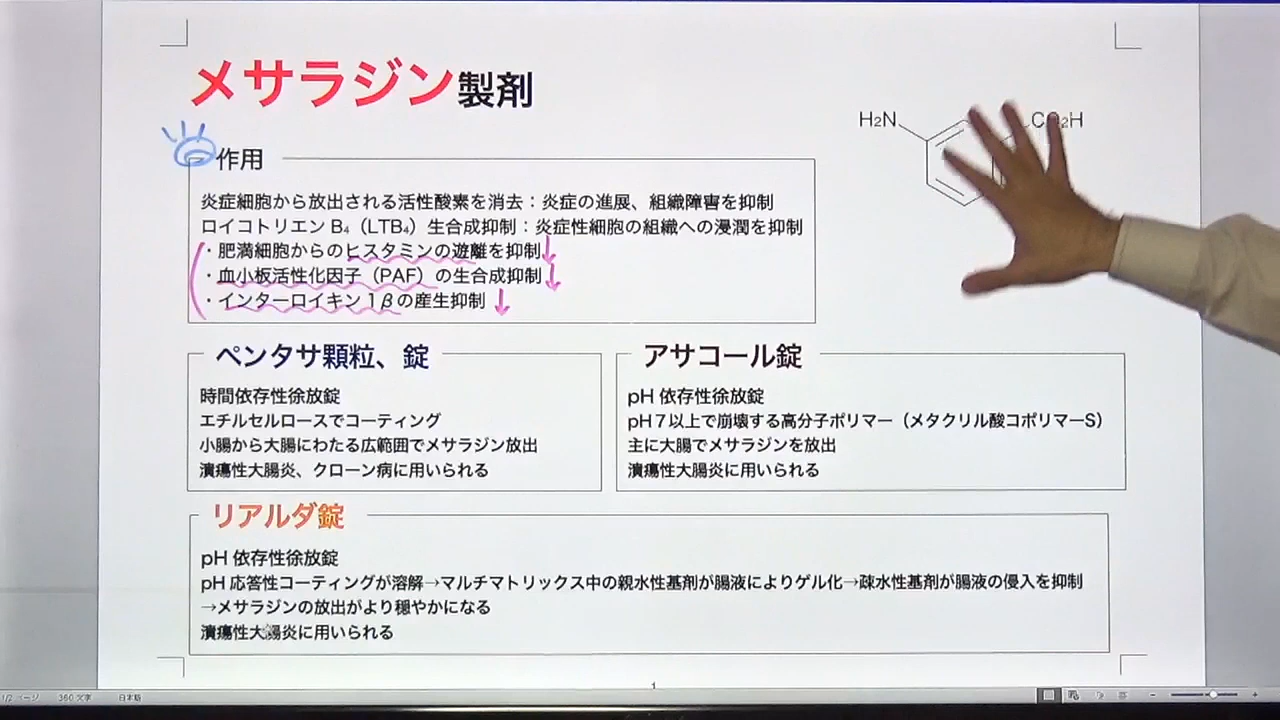 メサラジン製剤
H2N
CO2H
作用
炎症細胞から放出される活性酸素を消去：炎症の進展、組織障害を抑制
ロイコトリエン B₄（LTB₄）生合成抑制：炎症性細胞の組織への浸潤を抑制
・肥満細胞からのヒスタミンの遊離を抑制↓
・血小板活性化因子（PAF）の生合成抑制↓
・インターロイキン１βの産生抑制 ↓
ペンタサ顆粒、錠
時間依存性徐放錠
エチルセルロースでコーティング
小腸から大腸にわたる広範囲でメサラジン放出
潰瘍性大腸炎、クローン病に用いられる
アサコール錠
pH 依存性徐放錠
pH７以上で崩壊する高分子ポリマー（メタクリル酸コポリマーS）
主に大腸でメサラジンを放出
潰瘍性大腸炎に用いられる
リアルダ錠
pH 依存性徐放錠
pH 応答性コーティングが溶解→マルチマトリックス中の親水性基剤が腸液によりゲル化→疎水性基剤が腸液の侵入を抑制
→メサラジンの放出がより穏やかになる
潰瘍性大腸炎に用いられる
1
1/2 ページ 360 文字 日本語